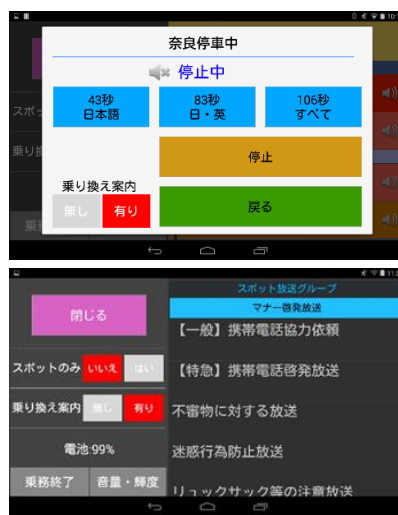 奈良停車中
停止中
43秒
日本語
83秒
日・英
106秒
すべて
停止
乗り換え案内
無し
有り
戻る
スポット放送グループ
マナー啓発放送
閉じる
【一般】携帯電話協力依頼
スポットのみ
いいえ
はい
【特急】携帯電話啓発放送
乗り換え案内
無し
有り
不審物に対する放送
電池:99%
迷惑行為防止放送
乗務終了
音量・輝度
リュックサック等の注意放送